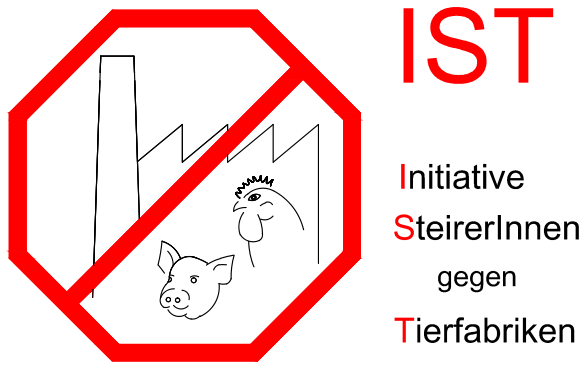 IST
Initiative
SteirerInnen
gegen
Tierfabriken